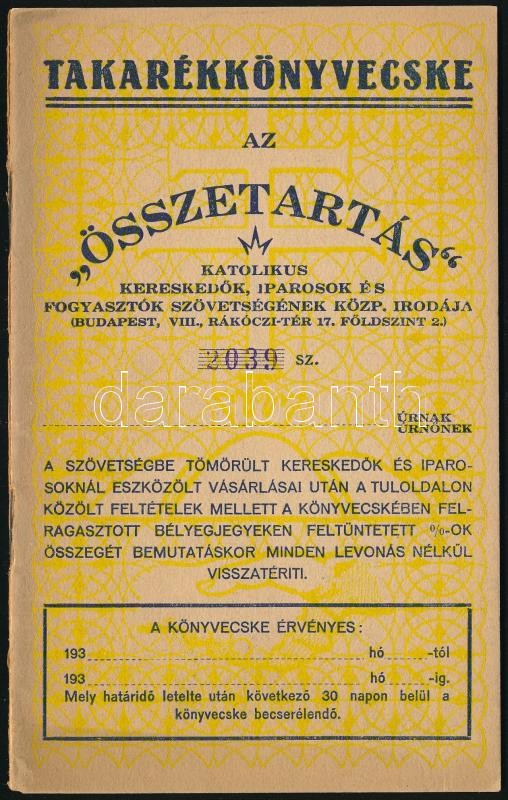 TAKARÉKKÖNYVECSKE
AZ
„ÖSSZETARTÁS“
KATOLIKUS
KERESKEDŐK, IPAROSOK ÉS
FOGYASZTÓK SZÖVETSÉGÉNEK KÖZP. IRODÁJA
(BUDAPEST, VIII., RÁKÓCZI-TÉR 17. FÖLDSZINT 2.)
2039 SZ.
darabanth
ÚRNAK
ÚRNŐNEK
A SZÖVETSÉGBE TÖMÖRÜLT KERESKEDŐK ÉS IPARO-
SOKNÁL ESZKÖZÖLT VÁSÁRLÁSAI UTÁN A TULOLDALON
KÖZÖLT FELTÉTELEK MELLETT A KÖNYVECSKÉBEN FEL-
RAGASZTOTT BÉLYEGJEGYEKEN FELTÜNTETETT %-OK
ÖSSZEGÉT BEMUTATÁSKOR MINDEN LEVONÁS NÉLKÜL
VISSZATÉRITI.
A KÖNYVECSKE ÉRVÉNYES:
193 hó -tól
193 hó -ig.
Mely határidő letelte után következő 30 napon belül a
könyvecske becserélendő.